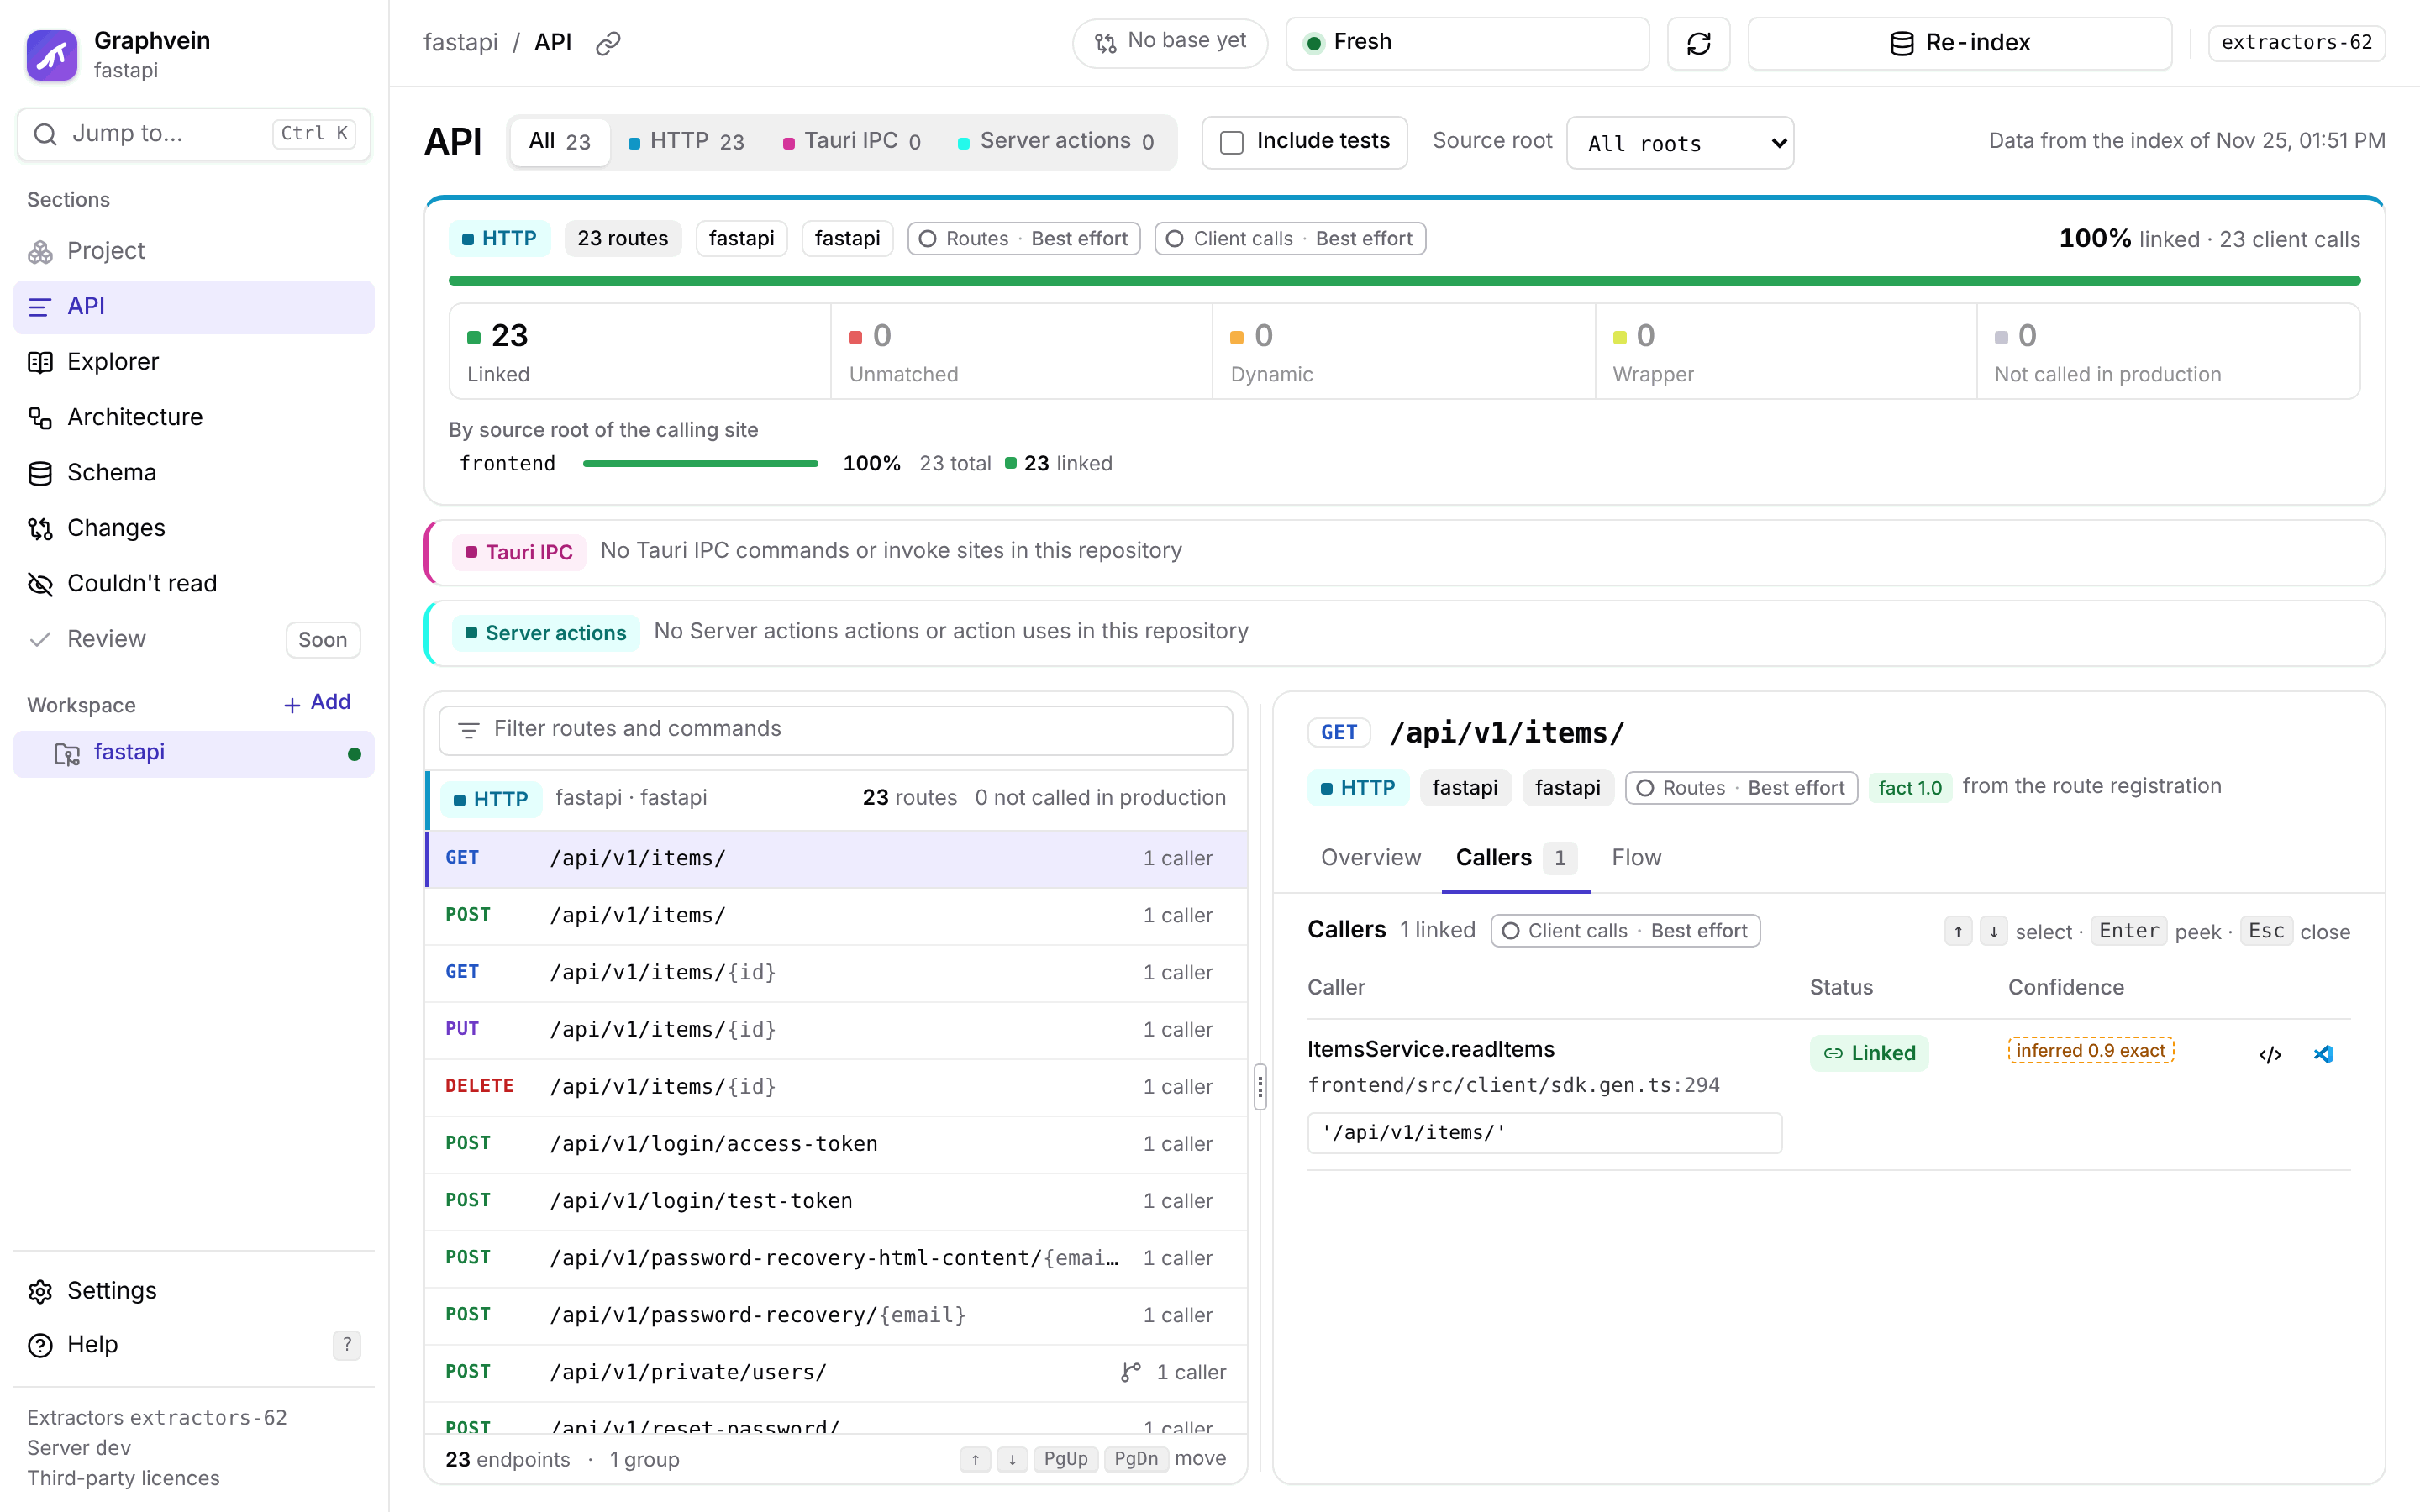 Graphvein
fastapi
Jump to... Ctrl K
Sections
Project
API
Explorer
Architecture
Schema
Changes
Couldn't read
Review Soon
Workspace + Add
fastapi
Settings
Help ?
Extractors extractors-62
Server dev
Third-party licences
fastapi / API No base yet Fresh Re-index extractors-62
API All 23 HTTP 23 Tauri IPC 0 Server actions 0 Include tests Source root All roots Data from the index of Nov 25, 01:51 PM
HTTP 23 routes fastapi fastapi Routes · Best effort Client calls · Best effort 100% linked · 23 client calls
23 0 0 0 0
Linked Unmatched Dynamic Wrapper Not called in production
By source root of the calling site
frontend 100% 23 total 23 linked
Tauri IPC No Tauri IPC commands or invoke sites in this repository
Server actions No Server actions actions or action uses in this repository
Filter routes and commands
HTTP fastapi · fastapi 23 routes 0 not called in production
GET /api/v1/items/ 1 caller
POST /api/v1/items/ 1 caller
GET /api/v1/items/{id} 1 caller
PUT /api/v1/items/{id} 1 caller
DELETE /api/v1/items/{id} 1 caller
POST /api/v1/login/access-token 1 caller
POST /api/v1/login/test-token 1 caller
POST /api/v1/password-recovery-html-content/{emai… 1 caller
POST /api/v1/password-recovery/{email} 1 caller
POST /api/v1/private/users/ 1 caller
POST /api/v1/reset-password/ 1 caller
23 endpoints · 1 group ↑ ↓ PgUp PgDn move
GET /api/v1/items/
HTTP fastapi fastapi Routes · Best effort fact 1.0 from the route registration
Overview Callers 1 Flow
Callers 1 linked Client calls · Best effort ↑ ↓ select · Enter peek · Esc close
Caller Status Confidence
ItemsService.readItems Linked inferred 0.9 exact
frontend/src/client/sdk.gen.ts:294
'/api/v1/items/'